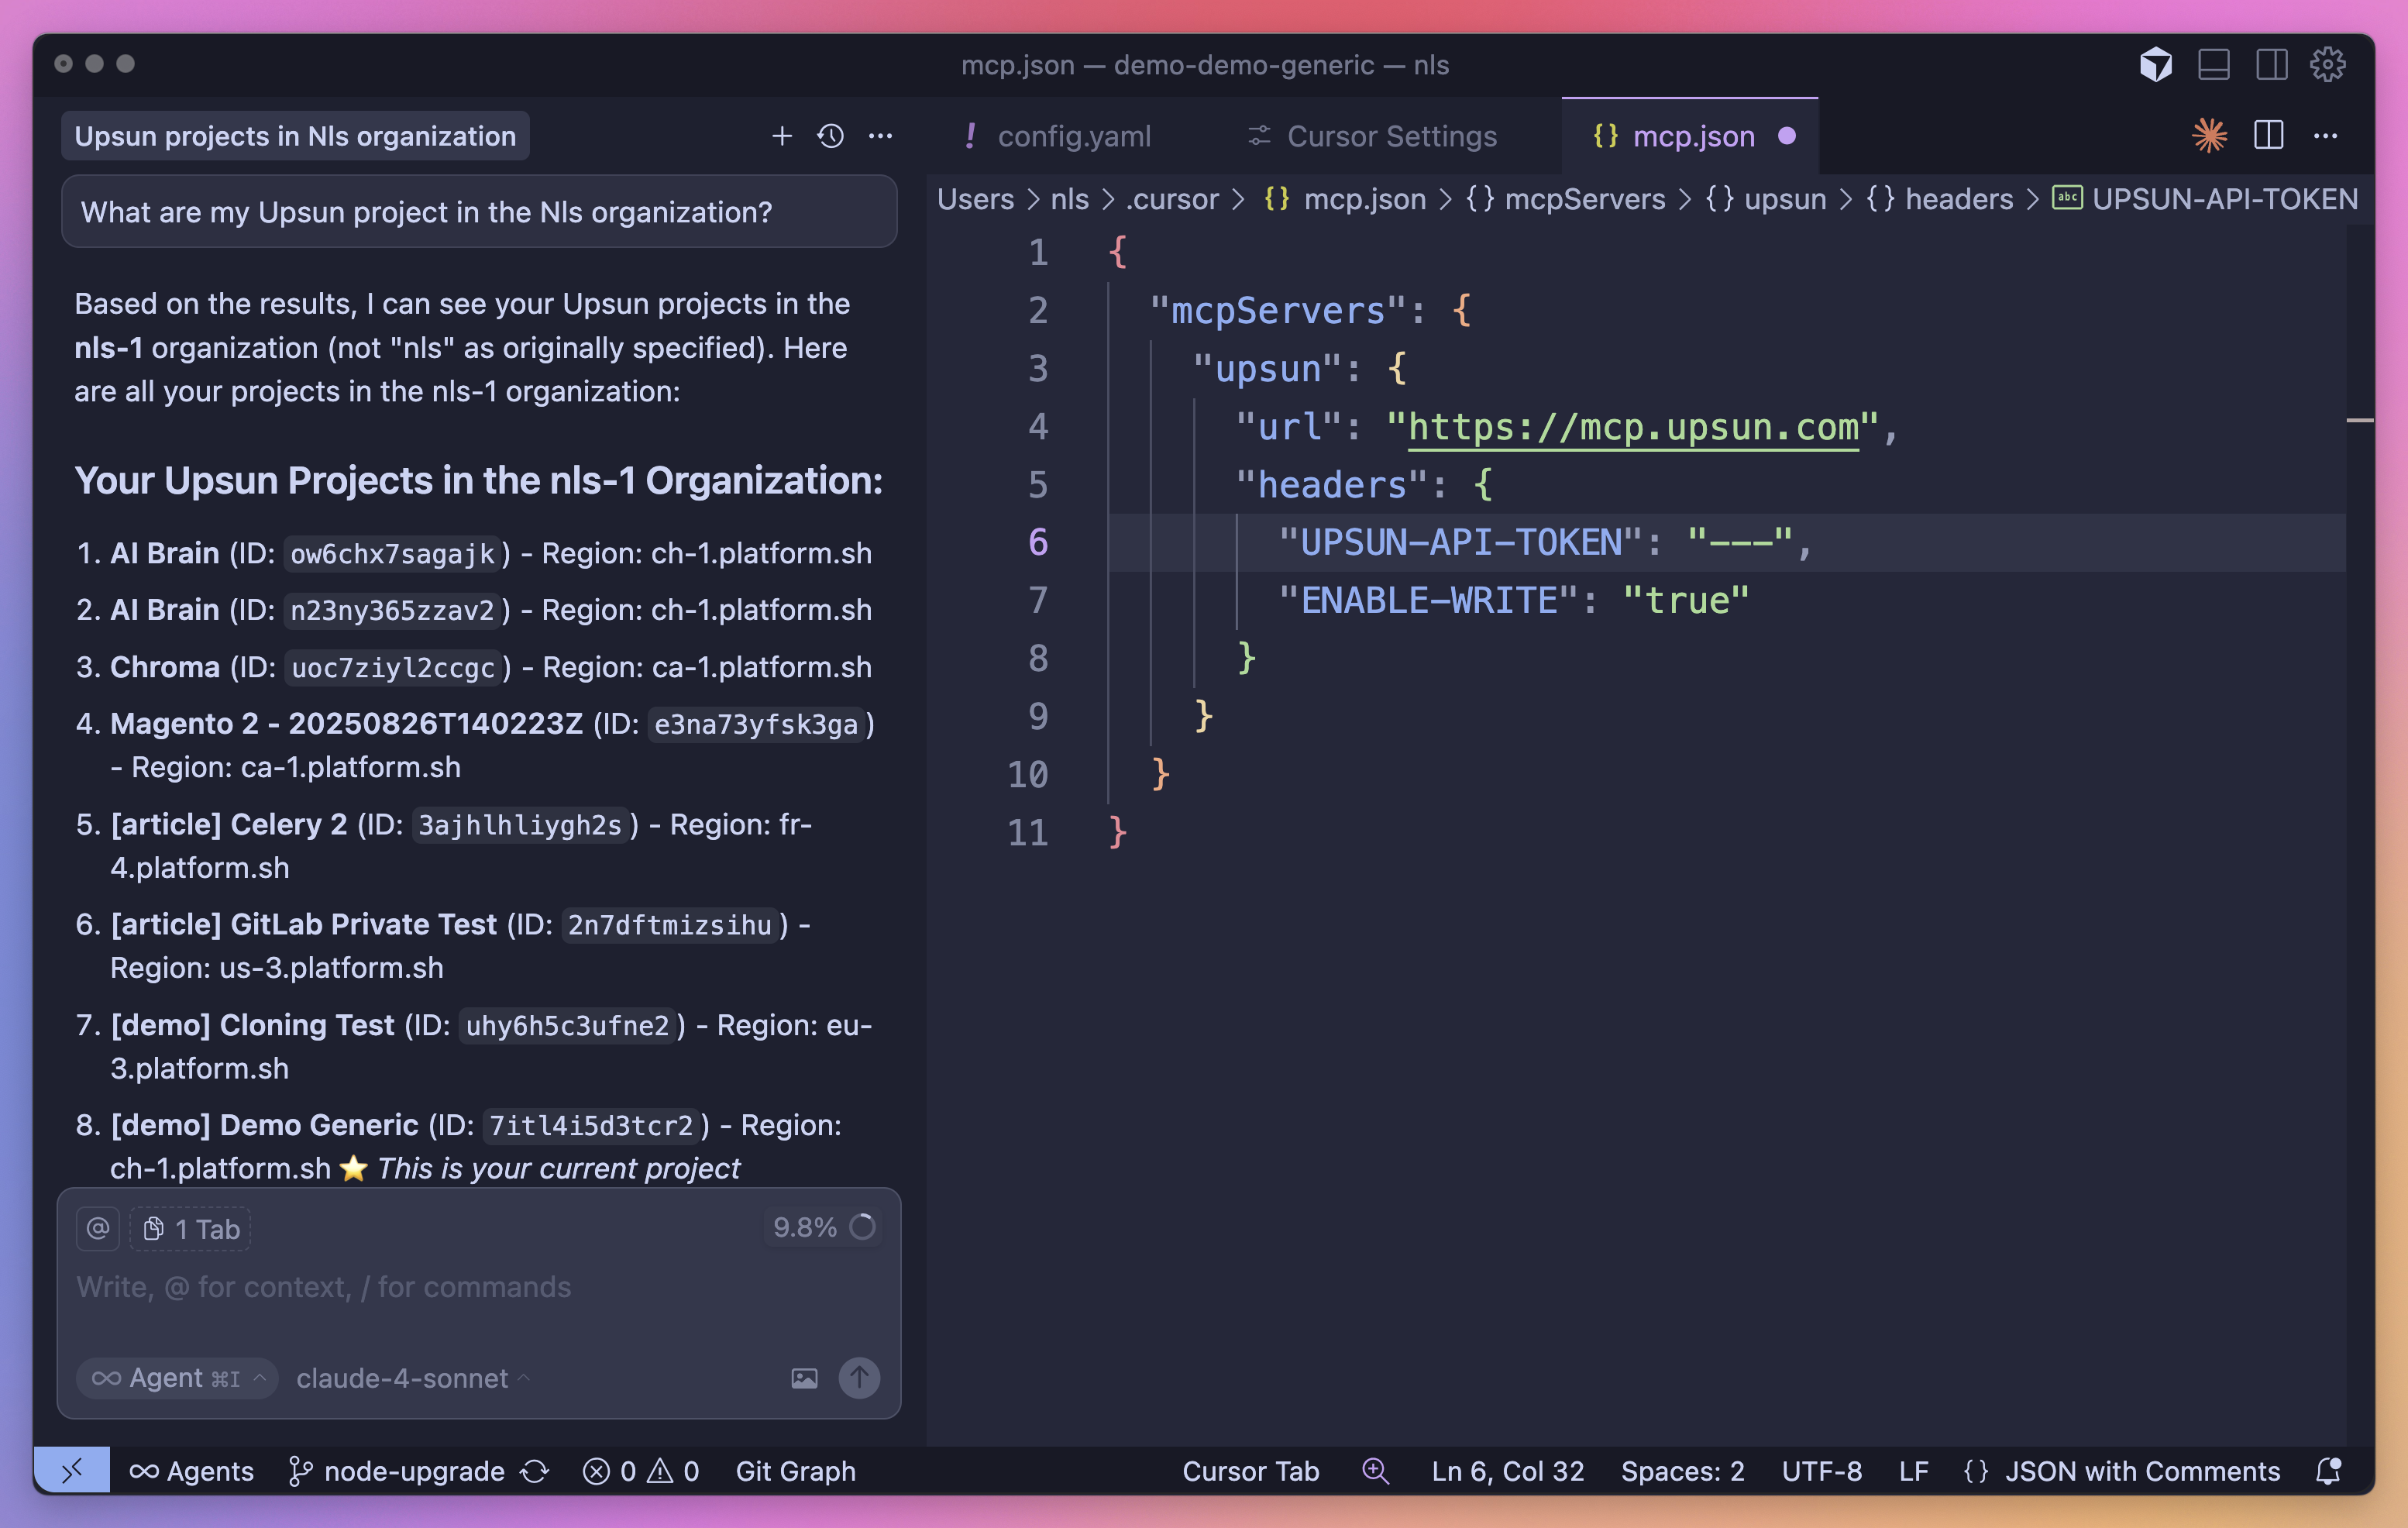 mcp.json — demo-demo-generic — nls
Upsun projects in Nls organization
What are my Upsun project in the Nls organization?
Based on the results, I can see your Upsun projects in the
nls-1 organization (not "nls" as originally specified). Here
are all your projects in the nls-1 organization:
Your Upsun Projects in the nls-1 Organization:
1. AI Brain (ID: ow6chx7sagajk) - Region: ch-1.platform.sh
2. AI Brain (ID: n23ny365zzav2) - Region: ch-1.platform.sh
3. Chroma (ID: uoc7ziyl2ccgc) - Region: ca-1.platform.sh
4. Magento 2 - 20250826T140223Z (ID: e3na73yfsk3ga)
- Region: ca-1.platform.sh
5. [article] Celery 2 (ID: 3ajhlhliygh2s) - Region: fr-
4.platform.sh
6. [article] GitLab Private Test (ID: 2n7dftmizsihu) -
Region: us-3.platform.sh
7. [demo] Cloning Test (ID: uhy6h5c3ufne2) - Region: eu-
3.platform.sh
8. [demo] Demo Generic (ID: 7itl4i5d3tcr2) - Region:
ch-1.platform.sh ⭐ This is your current project
@ 1 Tab 9.8%
Write, @ for context, / for commands
Agent ⌘I claude-4-sonnet
! config.yaml Cursor Settings {} mcp.json
Users > nls > .cursor > {} mcp.json > {} mcpServers > {} upsun > {} headers > abc UPSUN-API-TOKEN
1 {
2 "mcpServers": {
3 "upsun": {
4 "url": "https://mcp.upsun.com",
5 "headers": {
6 "UPSUN-API-TOKEN": "---",
7 "ENABLE-WRITE": "true"
8 }
9 }
10 }
11 }
Agents node-upgrade 0 0 Git Graph Cursor Tab Ln 6, Col 32 Spaces: 2 UTF-8 LF {} JSON with Comments